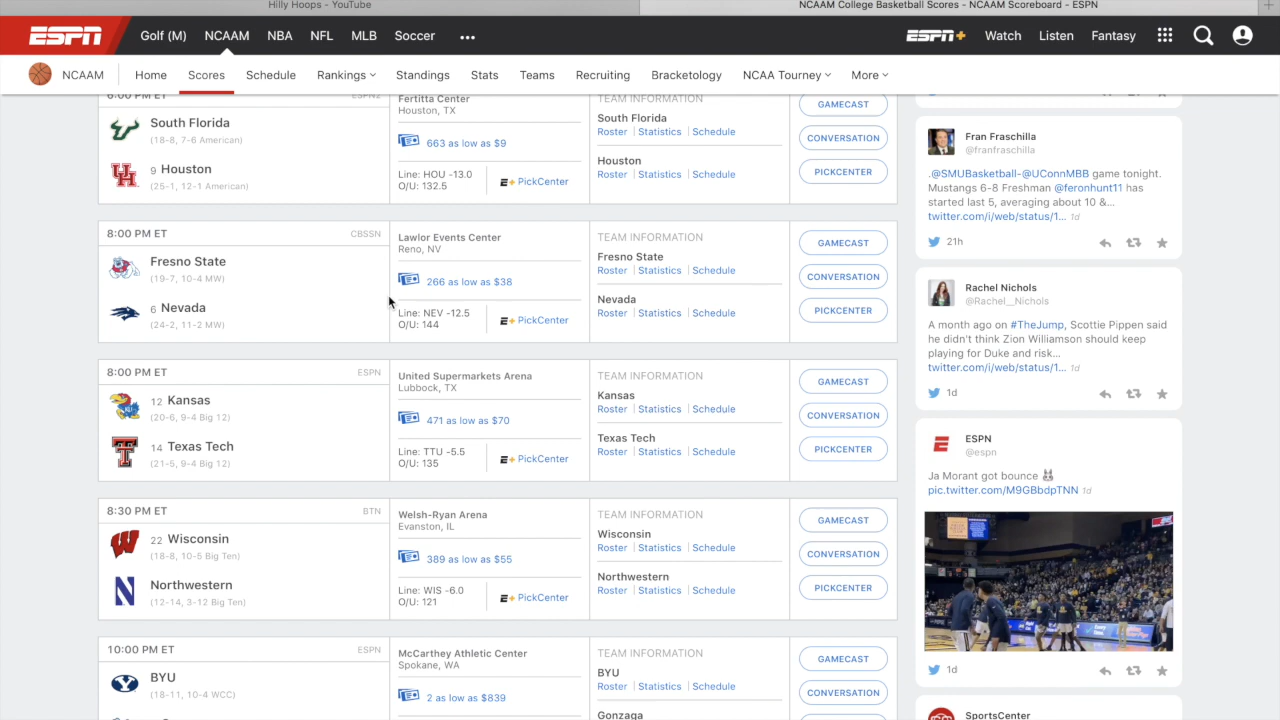 Hilly Hoops - YouTube
NCAAM College Basketball Scores - NCAAM Scoreboard - ESPN
ESPN
Golf (M)
NCAAM
NBA
NFL
MLB
Soccer
ESPN+
Watch
Listen
Fantasy
NCAAM
Home
Scores
Schedule
Rankings
Standings
Stats
Teams
Recruiting
Bracketology
NCAA Tourney
More
6:00 PM ET
ESPN2
South Florida
(18-8, 7-6 American)
9 Houston
(25-1, 12-1 American)
Fertitta Center
Houston, TX
663 as low as $9
Line: HOU -13.0
O/U: 132.5
PickCenter
TEAM INFORMATION
South Florida
Roster | Statistics | Schedule
Houston
Roster | Statistics | Schedule
GAMECAST
CONVERSATION
PICKCENTER
8:00 PM ET
CBSSN
Fresno State
(19-7, 10-4 MW)
6 Nevada
(24-2, 11-2 MW)
Lawlor Events Center
Reno, NV
266 as low as $38
Line: NEV -12.5
O/U: 144
PickCenter
TEAM INFORMATION
Fresno State
Roster | Statistics | Schedule
Nevada
Roster | Statistics | Schedule
GAMECAST
CONVERSATION
PICKCENTER
8:00 PM ET
ESPN
12 Kansas
(20-6, 9-4 Big 12)
14 Texas Tech
(21-5, 9-4 Big 12)
United Supermarkets Arena
Lubbock, TX
471 as low as $70
Line: TTU -5.5
O/U: 135
PickCenter
TEAM INFORMATION
Kansas
Roster | Statistics | Schedule
Texas Tech
Roster | Statistics | Schedule
GAMECAST
CONVERSATION
PICKCENTER
8:30 PM ET
BTN
22 Wisconsin
(18-8, 10-5 Big Ten)
Northwestern
(12-14, 3-12 Big Ten)
Welsh-Ryan Arena
Evanston, IL
389 as low as $55
Line: WIS -6.0
O/U: 121
PickCenter
TEAM INFORMATION
Wisconsin
Roster | Statistics | Schedule
Northwestern
Roster | Statistics | Schedule
GAMECAST
CONVERSATION
PICKCENTER
10:00 PM ET
ESPN
BYU
(18-11, 10-4 WCC)
McCarthey Athletic Center
Spokane, WA
2 as low as $839
TEAM INFORMATION
BYU
Roster | Statistics | Schedule
Gonzaga
GAMECAST
CONVERSATION
Fran Fraschilla
@franfraschilla
.@SMUBasketball-@UConnMBB game tonight.
Mustangs 6-8 Freshman @feronhunt11 has
started last 5, averaging about 10 &...
twitter.com/i/web/status/1... 1d
21h
Rachel Nichols
@Rachel__Nichols
A month ago on #TheJump, Scottie Pippen said
he didn't think Zion Williamson should keep
playing for Duke and risk...
twitter.com/i/web/status/1... 1d
1d
ESPN
@espn
Ja Morant got bounce
pic.twitter.com/M9GBbdpTNN 1d
1d
SportsCenter